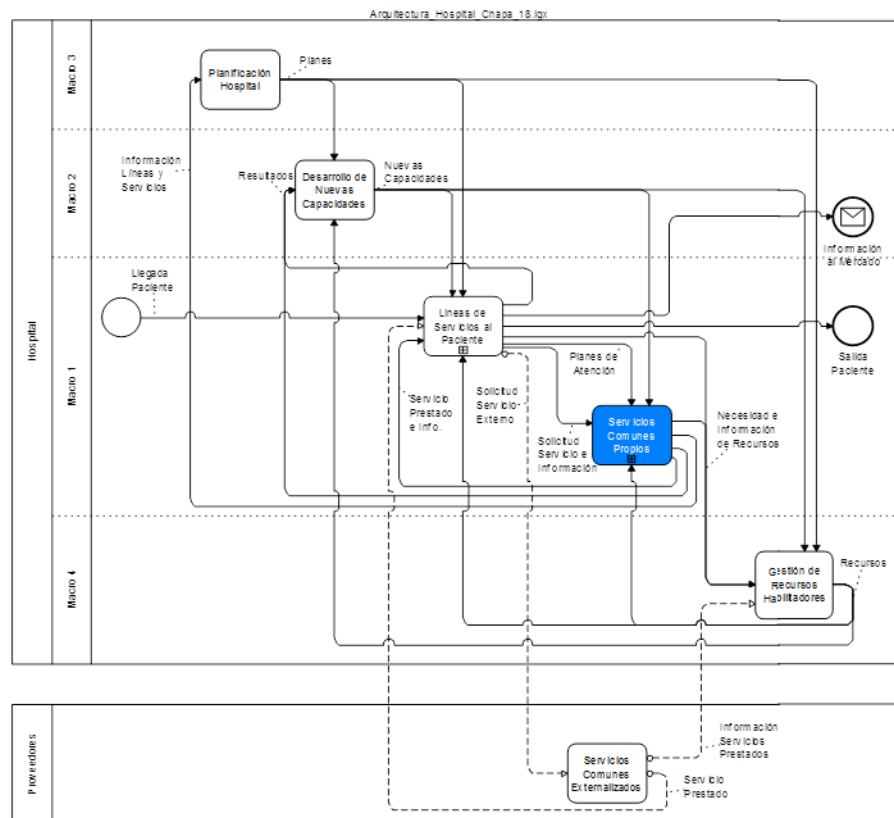 Arquitectura_Hospital_Chapa_18.igx
Hospital
Macro 3
Planificación
Hospital
Planes
Macro 2
Información
Líneas y
Servicios
Resultados
Desarrollo de
Nuevas
Capacidades
Nuevas
Capacidades
Información
al Mercado
Macro 1
Llegada
Paciente
Líneas de
Servicios al
Paciente
Salida
Paciente
Planes de
Atención
Servicio
Prestado
e Info.
Solicitud
Servicio
Externo
Solicitud
Servicio e
Información
Servicios
Comunes
Propios
Necesidad e
Información
de Recursos
Macro 4
Gestión de
Recursos
Habilitadores
Recursos
Proveedores
Servicios
Comunes
Externalizados
Información
Servicios
Prestados
Servicio
Prestado